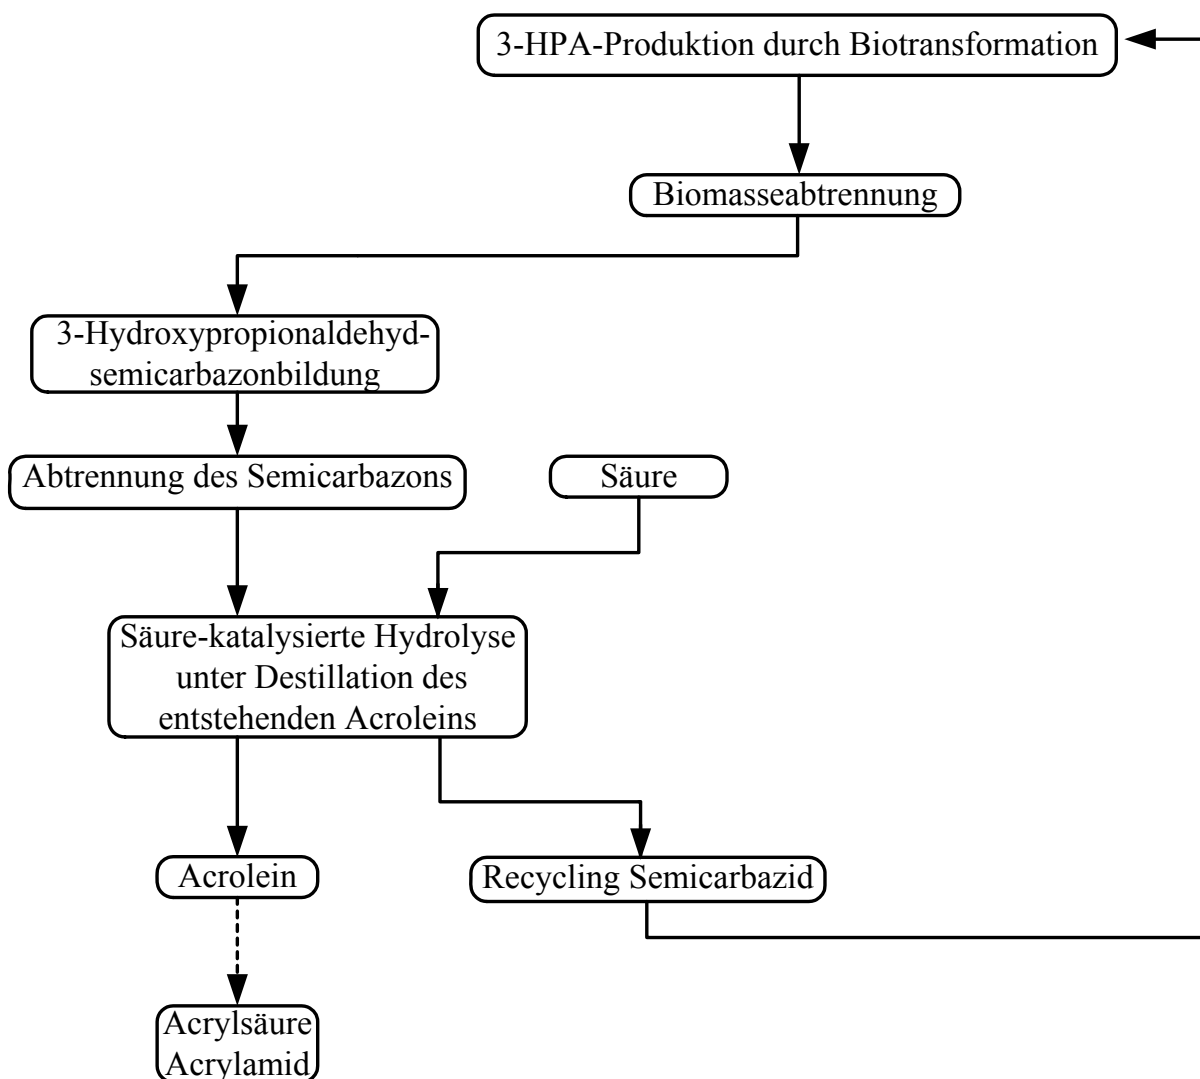 3-HPA-Produktion durch Biotransformation
Biomasseabtrennung
3-Hydroxypropionaldehyd-
semicarbazonbildung
Abtrennung des Semicarbazons
Säure
Säure-katalysierte Hydrolyse
unter Destillation des
entstehenden Acroleins
Acrolein
Recycling Semicarbazid
Acrylsäure
Acrylamid